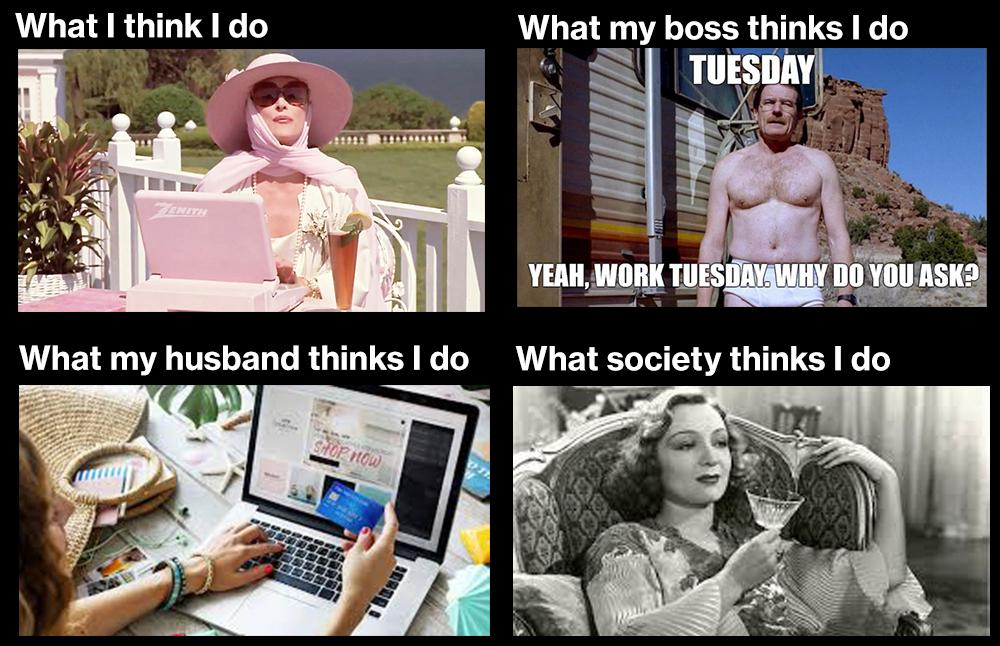 What I think I do
What my boss thinks I do
ZENITH
TUESDAY
YEAH, WORK TUESDAY. WHY DO YOU ASK?
What my husband thinks I do
What society thinks I do
SHOP NOW